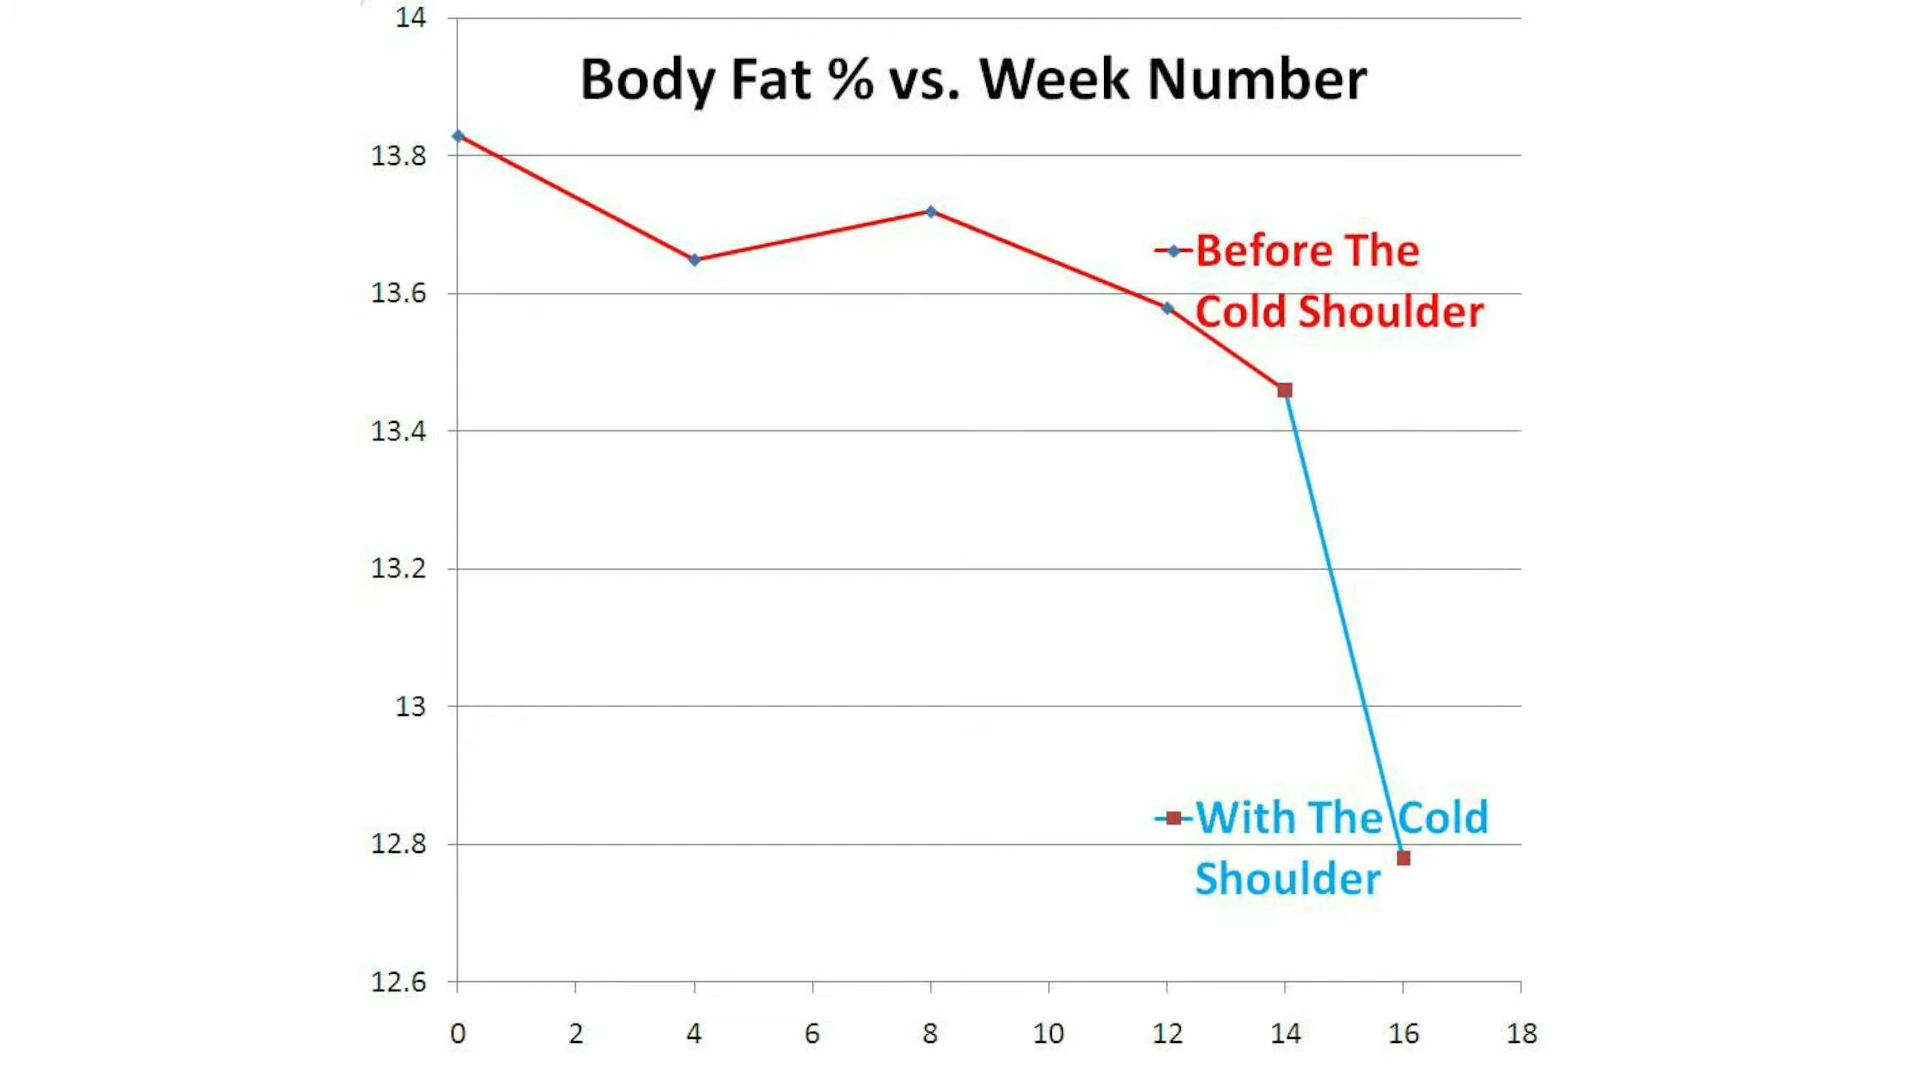 Body Fat % vs. Week Number
14
13.8
13.6
13.4
13.2
13
12.8
12.6
Before The
Cold Shoulder
With The Cold
Shoulder
0 2 4 6 8 10 12 14 16 18